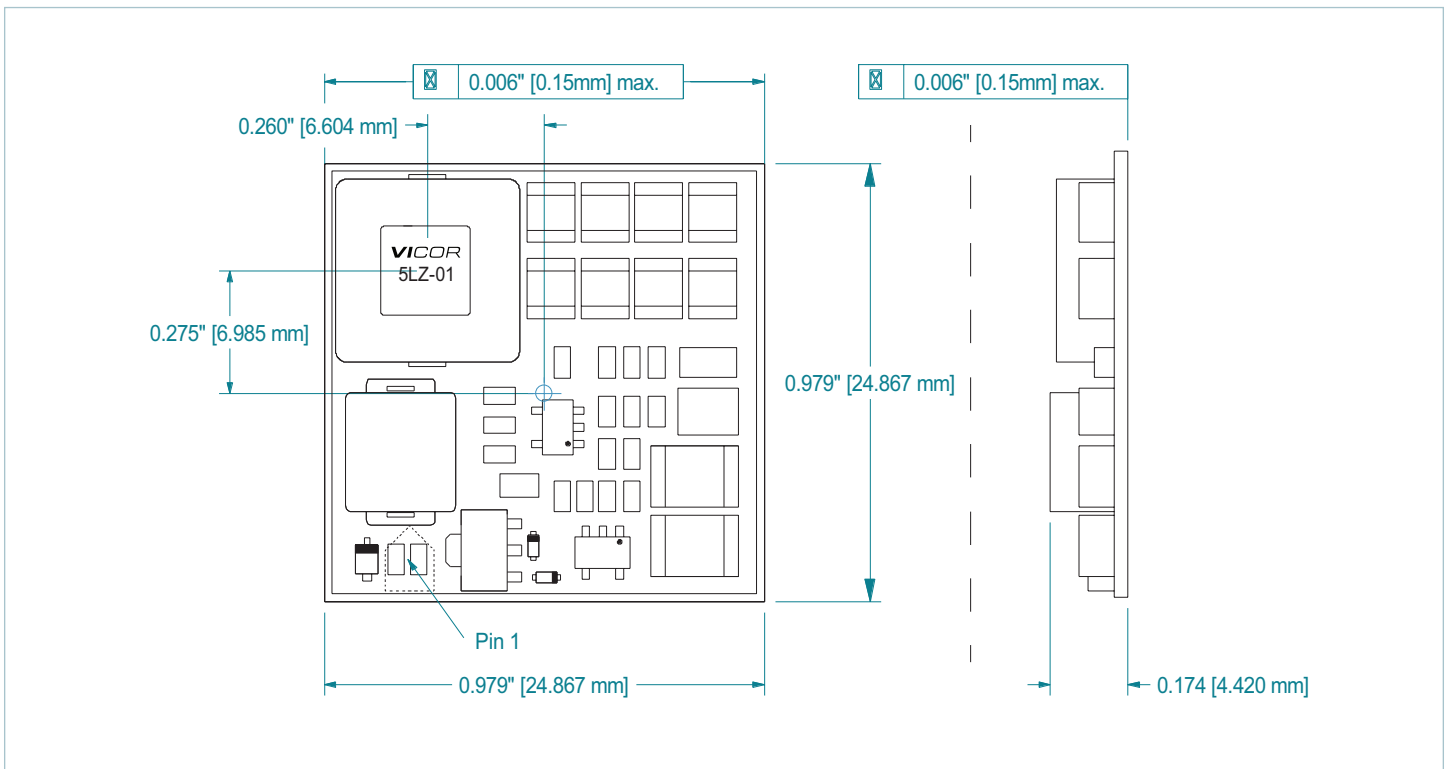 0.006" [0.15mm] max.
0.006" [0.15mm] max.
0.260" [6.604 mm]
VICOR
5LZ-01
0.275" [6.985 mm]
0.979" [24.867 mm]
Pin 1
0.979" [24.867 mm]
0.174 [4.420 mm]